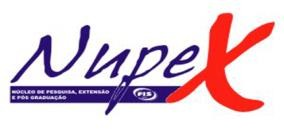 NupeX
NÚCLEO DE PESQUISA, EXTENSÃO
E PÓS GRADUAÇÃO
FIS